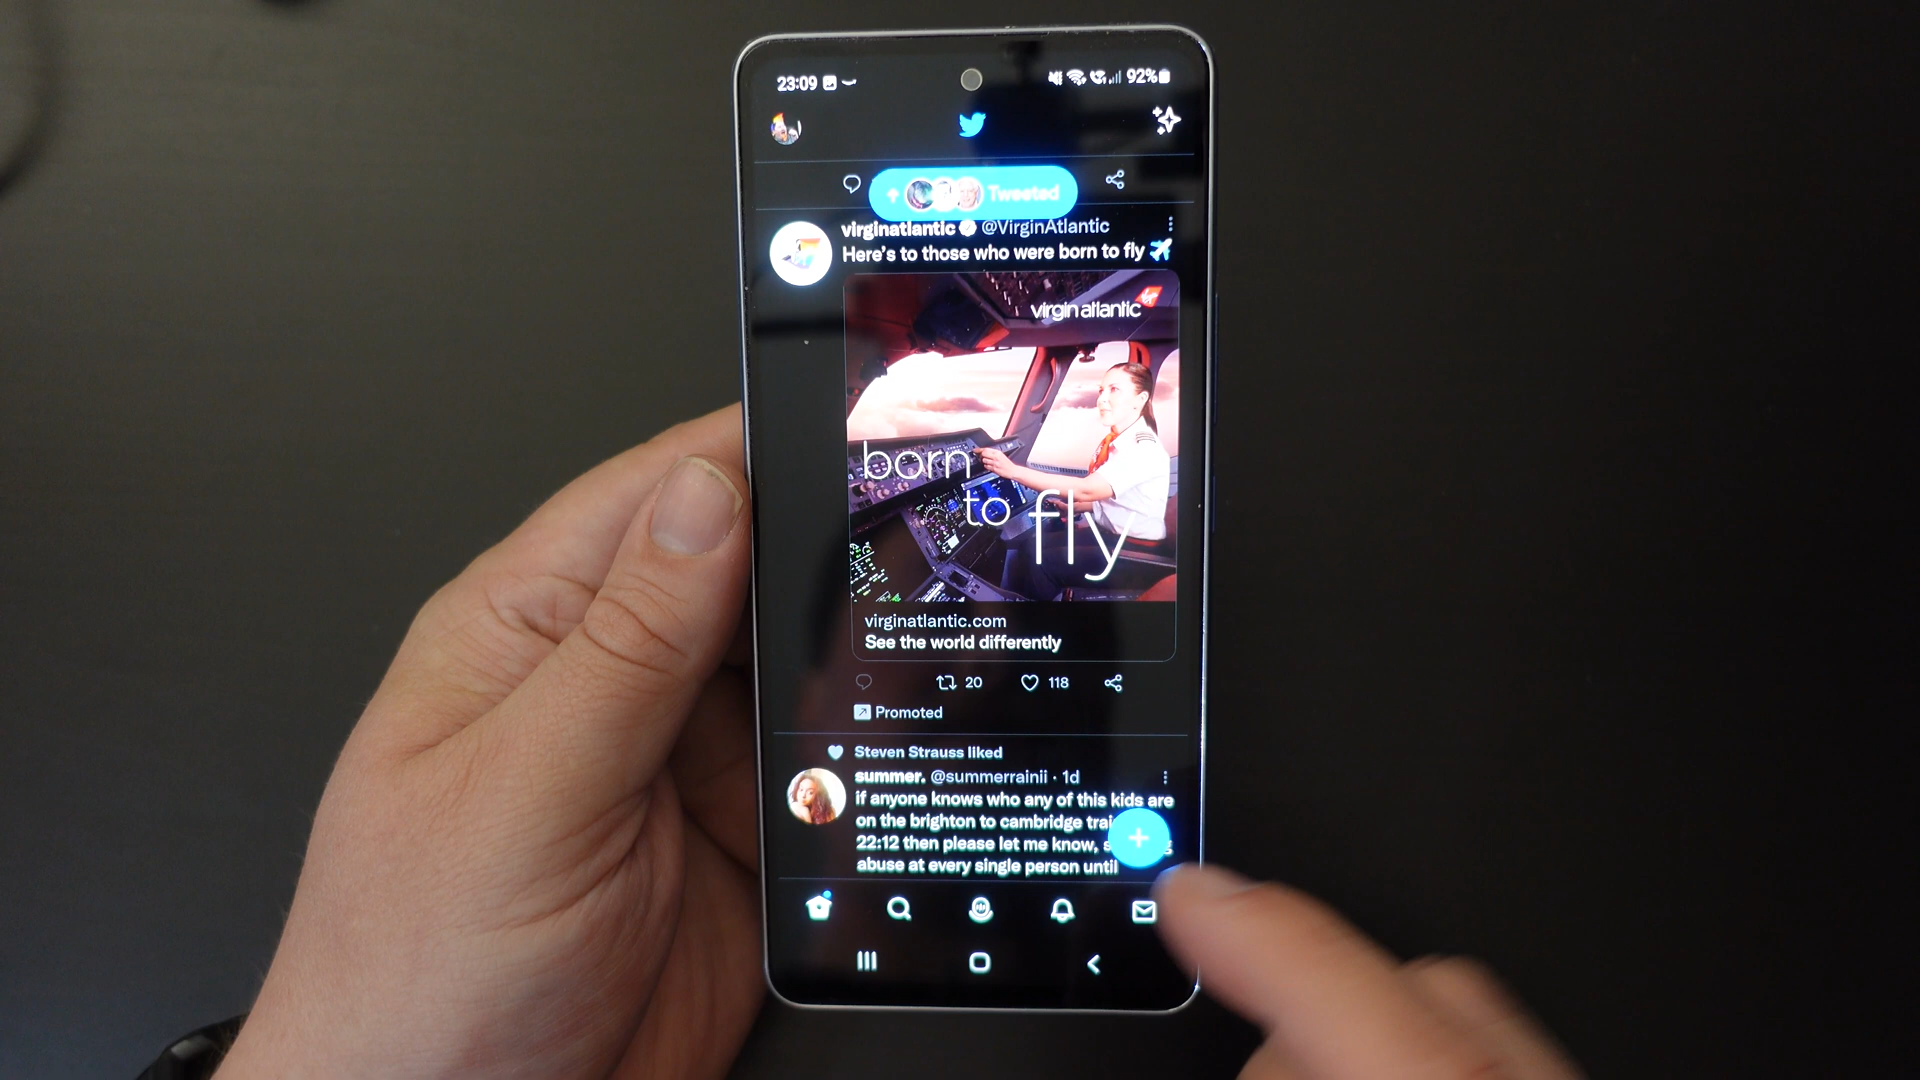 23:09
92%
Tweeted
virginatlantic @VirginAtlantic
Here's to those who were born to fly
virgin atlantic
born
to fly
virginatlantic.com
See the world differently
20
118
Promoted
Steven Strauss liked
summer. @summerrainii · 1d
if anyone knows who any of this kids are
on the brighton to cambridge
22:12 then please let me know,
abuse at every single person until